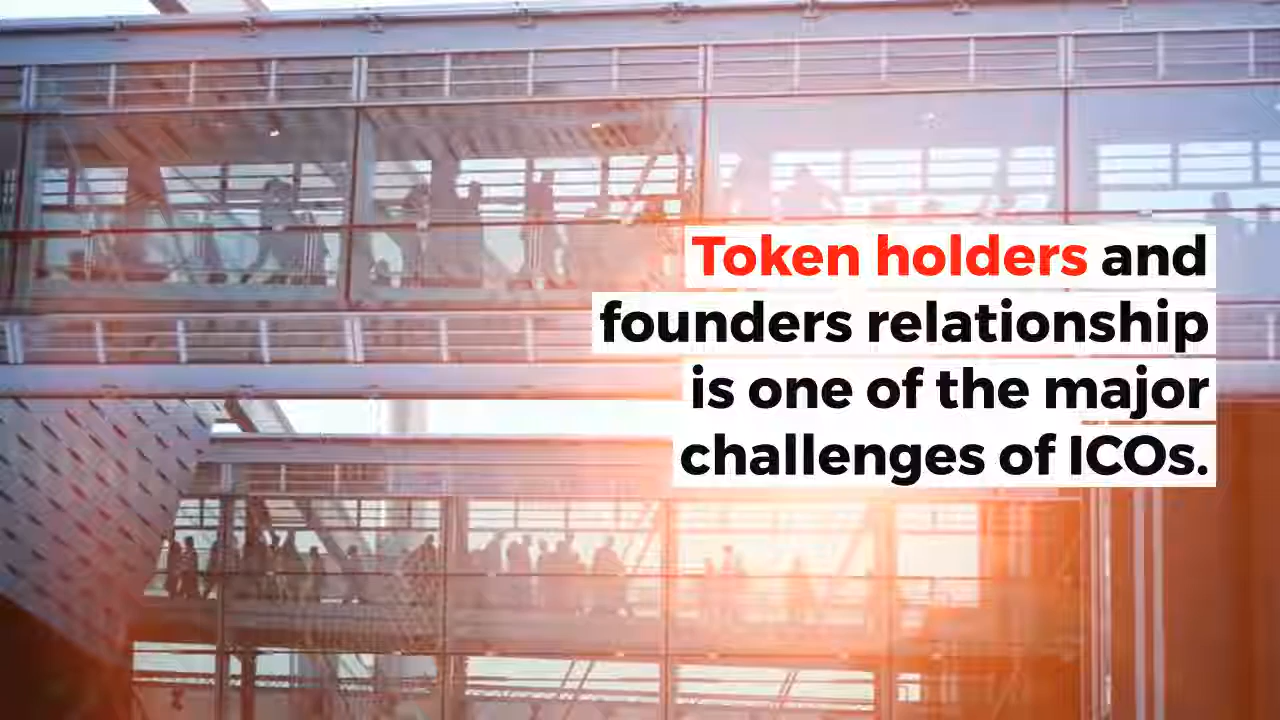 Token holders and
founders relationship
is one of the major
challenges of ICOs.